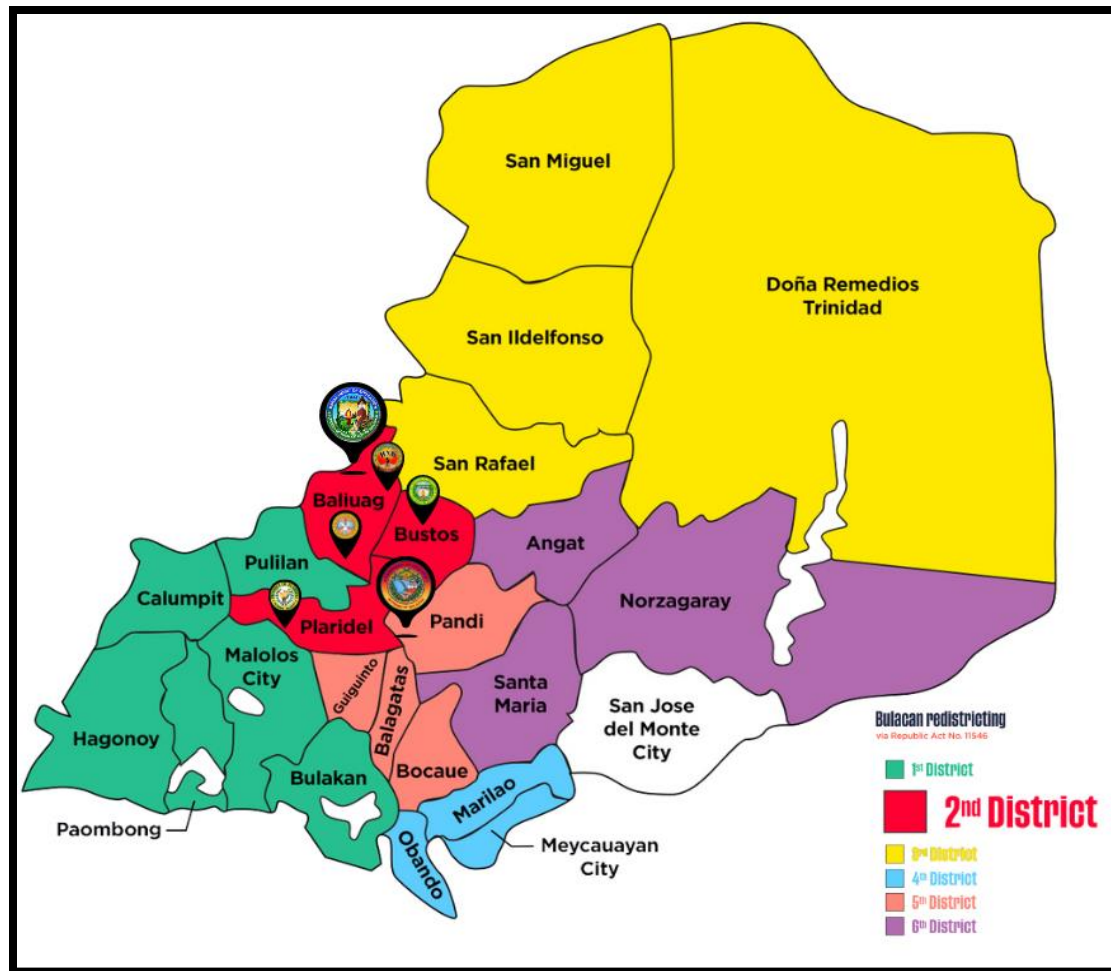 San Miguel
Doña Remedios
Trinidad
San Ildelfonso
San Rafael
Baliuag
Bustos
Angat
Pulilan
Calumpit
Norzagaray
Plaridel
Pandi
Malolos
City
Guiguinto
Balagatas
Santa
Maria
San Jose
del Monte
City
Hagonoy
Bulakan
Bocaue
Marilao
Paombong
Obando
Meycauayan
City
Bulacan redistricting
via Republic Act No. 11546
1st District
2nd District
3rd District
4th District
5th District
6th District